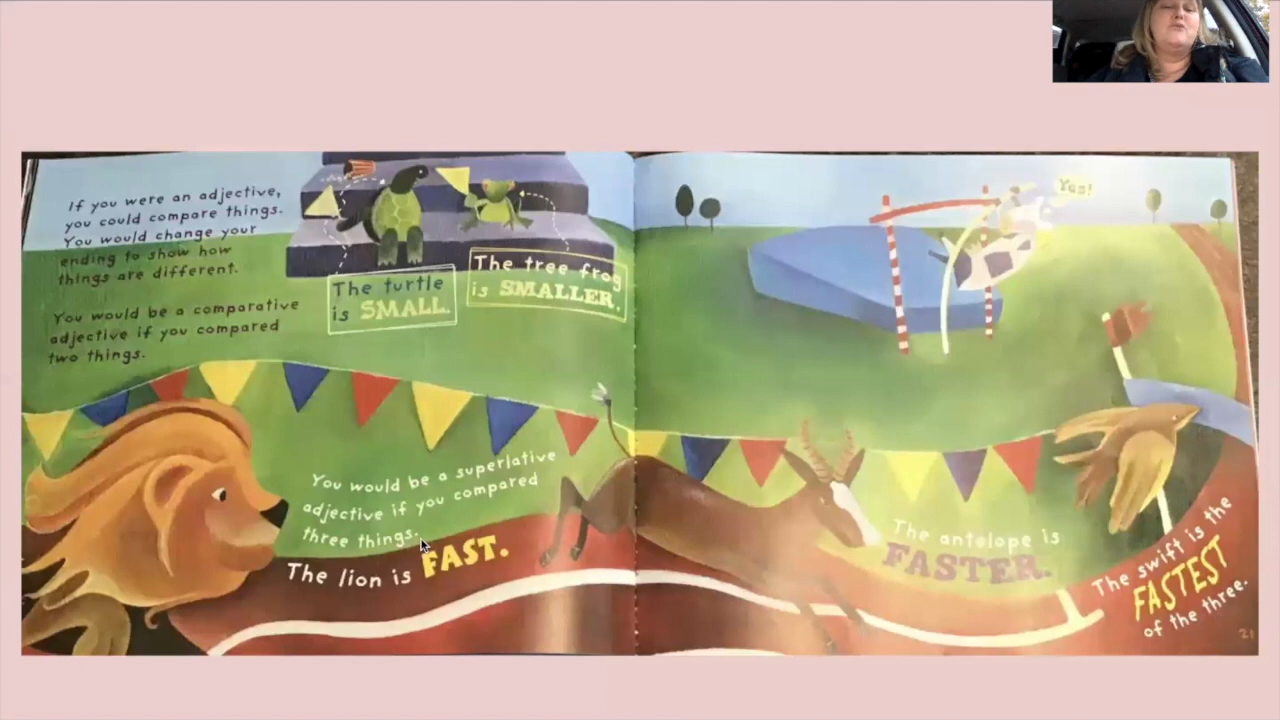 If you were an adjective,
you could compare things.
You would change your
ending to show how
things are different.
You would be a comparative
adjective if you compared
two things.
The turtle
is SMALL.
The tree frog
is SMALLER.
You would be a superlative
adjective if you compared
three things.
The lion is FAST.
Yes!
The antelope is
FASTER.
The swift is the
FASTEST
of the three.
21